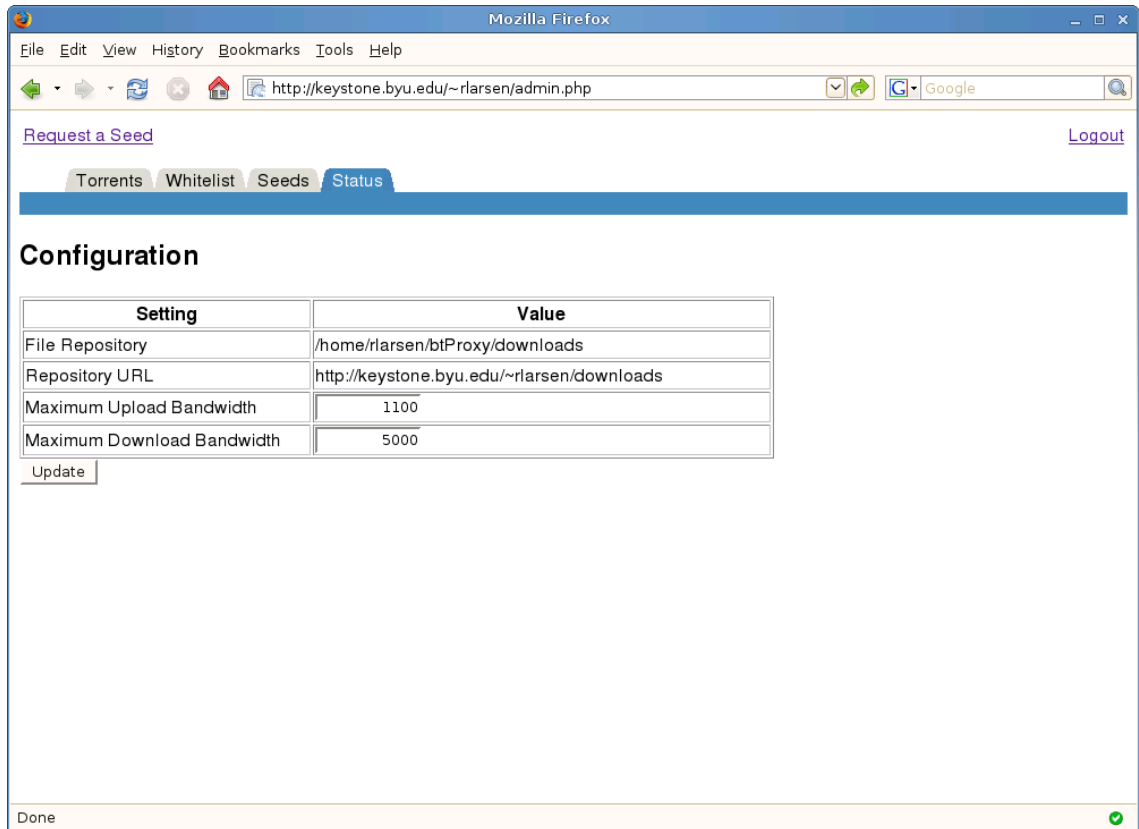 Mozilla Firefox
File Edit View History Bookmarks Tools Help
http://keystone.byu.edu/~rlarsen/admin.php G Google
Request a Seed Logout
Torrents Whitelist Seeds Status
Configuration
Setting Value
File Repository /home/rlarsen/btProxy/downloads
Repository URL http://keystone.byu.edu/~rlarsen/downloads
Maximum Upload Bandwidth 1100
Maximum Download Bandwidth 5000
Update
Done